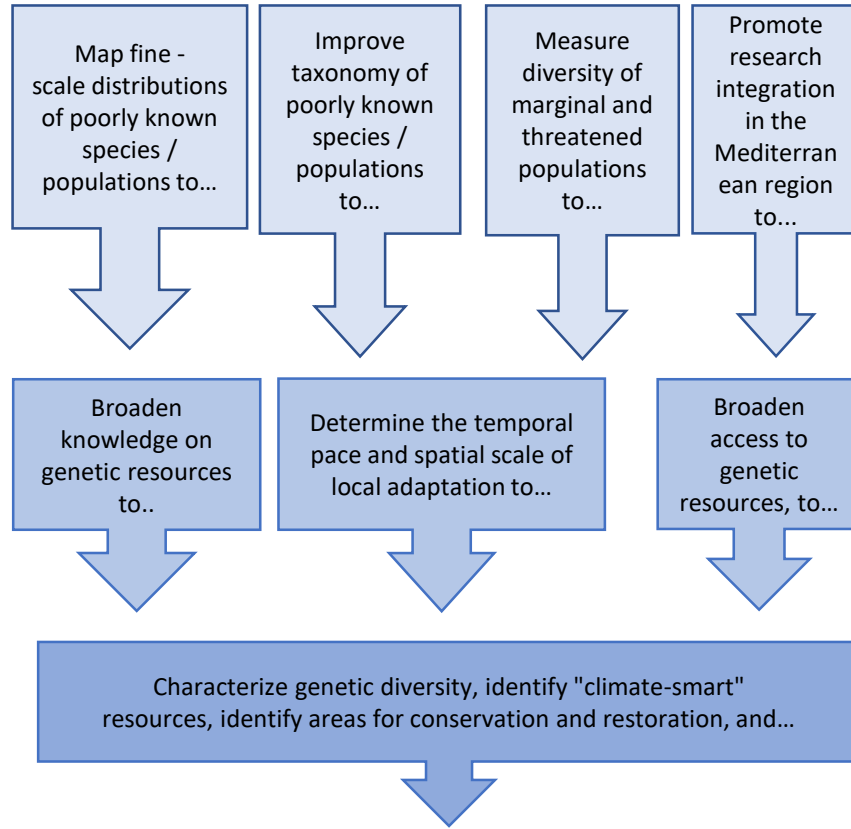 Map fine -
scale distributions
of poorly known
species /
populations to…
Improve
taxonomy of
poorly known
species /
populations
to…
Measure
diversity of
marginal and
threatened
populations
to…
Promote
research
integration
in the
Mediterran
ean region
to...
Broaden
knowledge on
genetic resources
to..
Determine the temporal
pace and spatial scale of
local adaptation to…
Broaden
access to
genetic
resources, to…
Characterize genetic diversity, identify "climate-smart"
resources, identify areas for conservation and restoration, and…